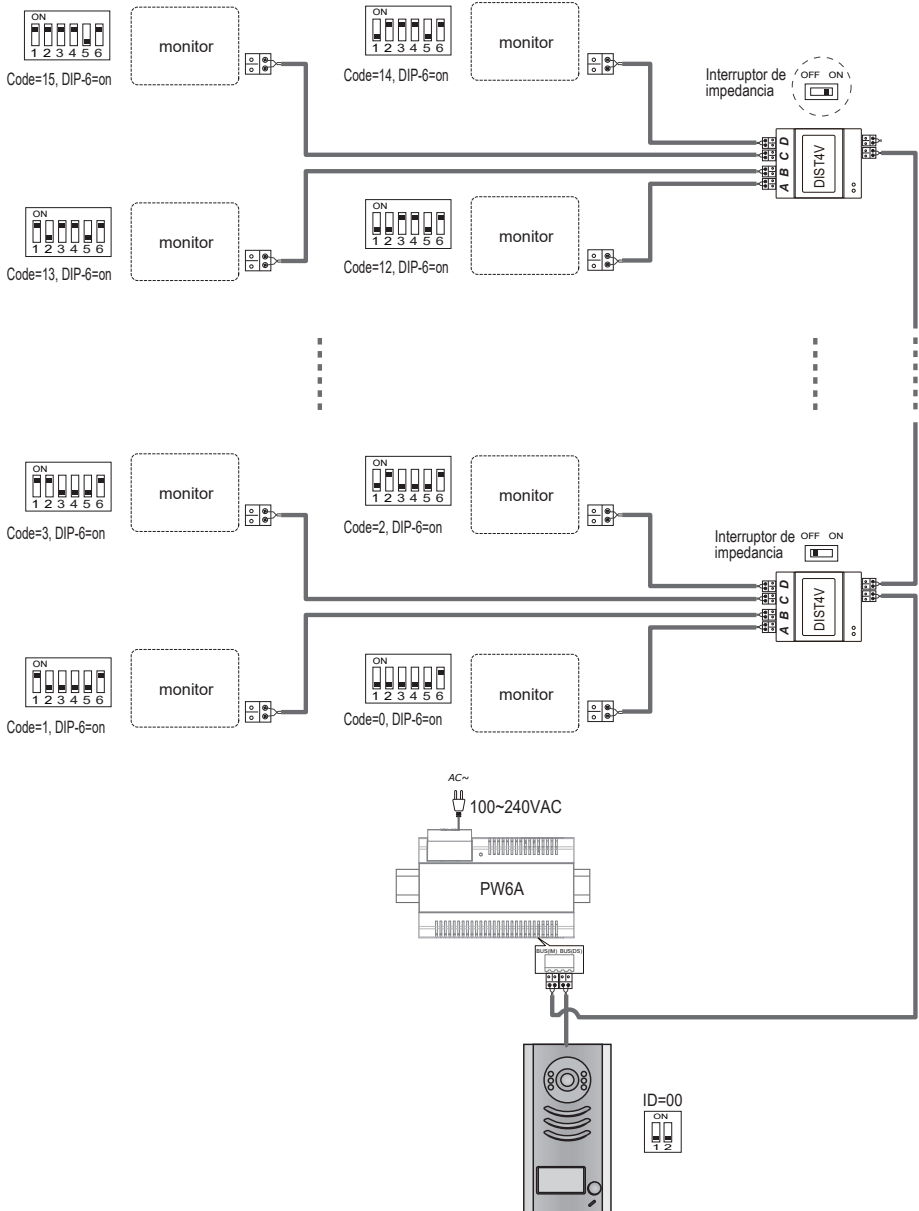 ON
1 2 3 4 5 6
Code=15, DIP-6=on
monitor
ON
1 2 3 4 5 6
Code=14, DIP-6=on
monitor
Interruptor de
impedancia
OFF ON
A B C D
DIST4V
ON
1 2 3 4 5 6
Code=13, DIP-6=on
monitor
ON
1 2 3 4 5 6
Code=12, DIP-6=on
monitor
ON
1 2 3 4 5 6
Code=3, DIP-6=on
monitor
ON
1 2 3 4 5 6
Code=2, DIP-6=on
monitor
Interruptor de
impedancia
OFF ON
A B C D
DIST4V
ON
1 2 3 4 5 6
Code=1, DIP-6=on
monitor
ON
1 2 3 4 5 6
Code=0, DIP-6=on
monitor
AC~
100~240VAC
PW6A
BUS(IM) BUS(DS)
ID=00
ON
1 2